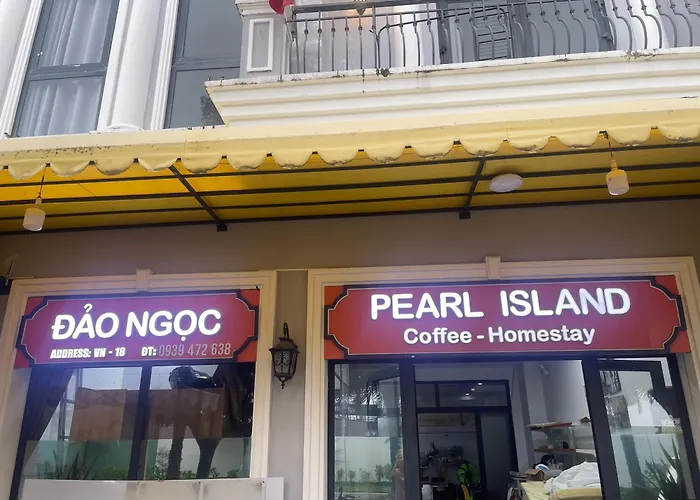 ĐẢO NGỌC
ADDRESS: VN - 18 ĐT: 0939 472 638
PEARL ISLAND
Coffee - Homestay